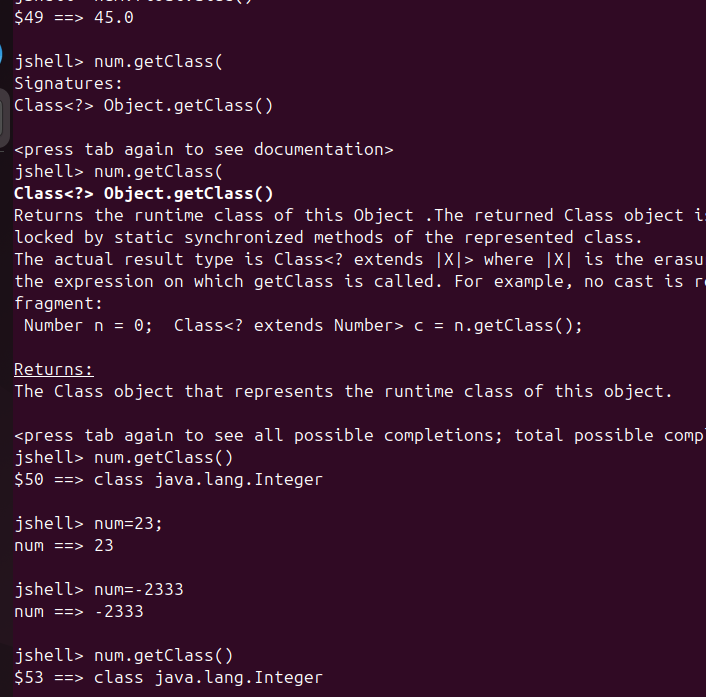 $49 ==> 45.0
jshell> num.getClass(
Signatures:
Class<?> Object.getClass()
<press tab again to see documentation>
jshell> num.getClass(
Class<?> Object.getClass()
Returns the runtime class of this Object .The returned Class object
locked by static synchronized methods of the represented class.
The actual result type is Class<? extends |X|> where |X| is the
the expression on which getClass is called. For example, no cast is
fragment:
Number n = 0;  Class<? extends Number> c = n.getClass();
Returns:
The Class object that represents the runtime class of this object.
<press tab again to see all possible completions; total possible
jshell> num.getClass()
$50 ==> class java.lang.Integer
jshell> num=23;
num ==> 23
jshell> num=-2333
num ==> -2333
jshell> num.getClass()
$53 ==> class java.lang.Integer